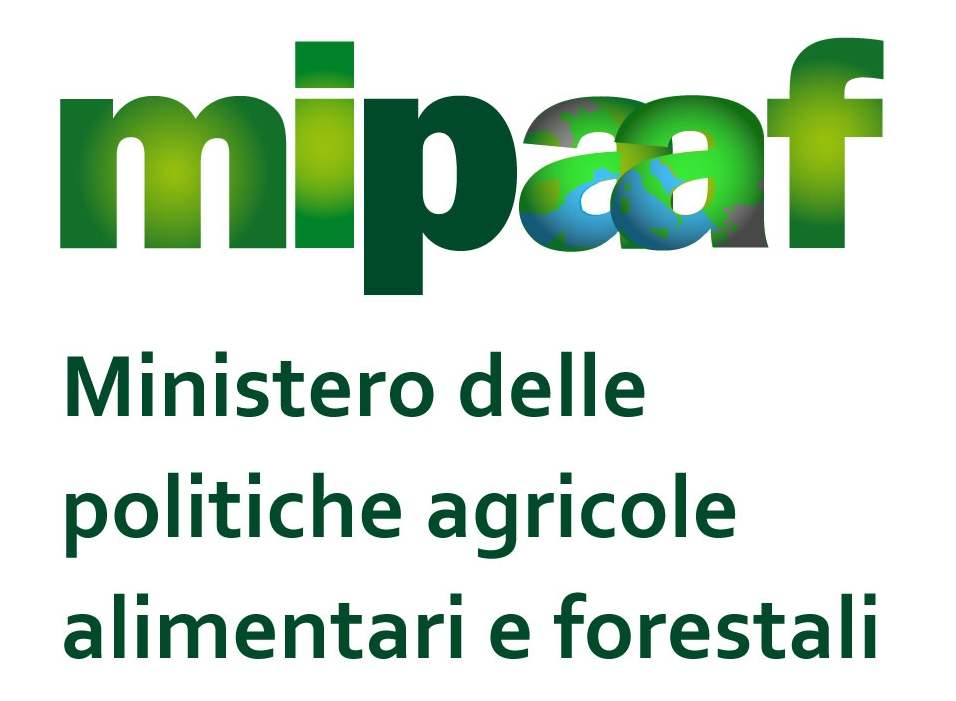 mipaaf
Ministero delle
politiche agricole
alimentari e forestali